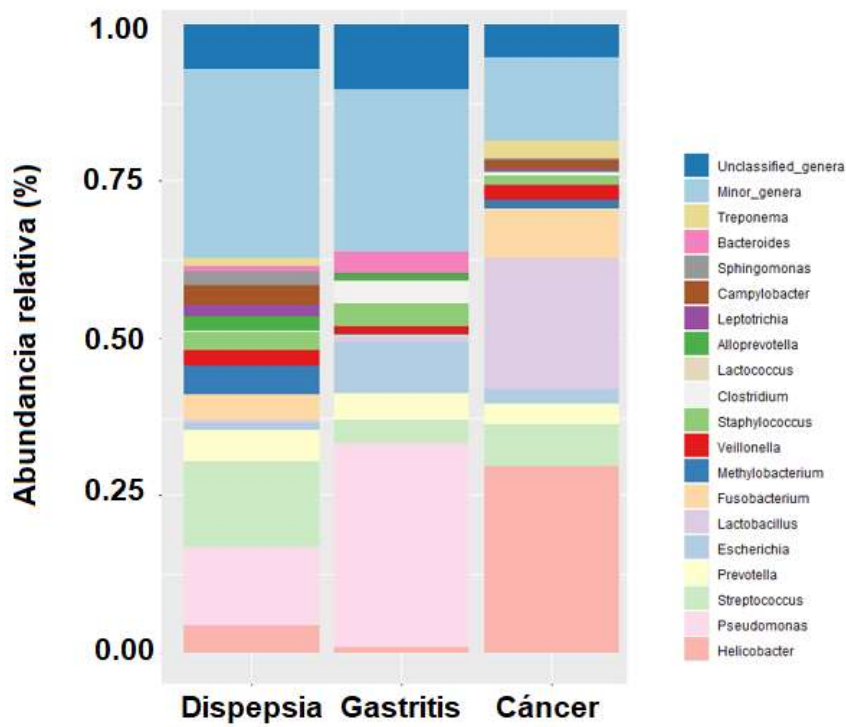 Abundancia relativa (%)
1.00
0.75
0.50
0.25
0.00
Dispepsia
Gastritis
Cáncer
Unclassified_genera
Minor_genera
Treponema
Bacteroides
Sphingomonas
Campylobacter
Leptotrichia
Alloprevotella
Lactococcus
Clostridium
Staphylococcus
Veillonella
Methylobacterium
Fusobacterium
Lactobacillus
Escherichia
Prevotella
Streptococcus
Pseudomonas
Helicobacter